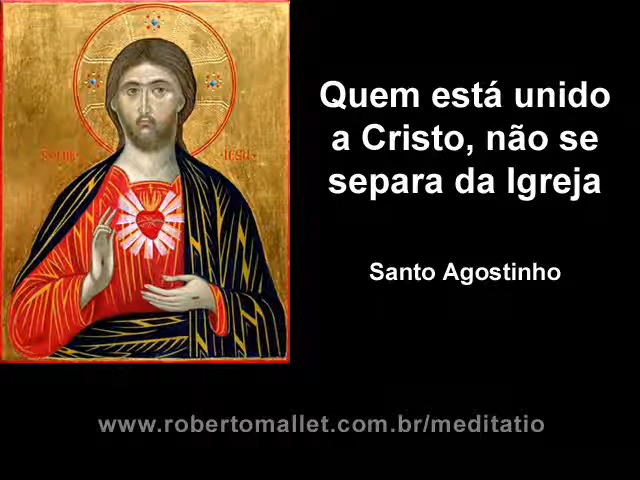 Quem está unido
a Cristo, não se
separa da Igreja
Santo Agostinho
www.robertomallet.com.br/meditatio